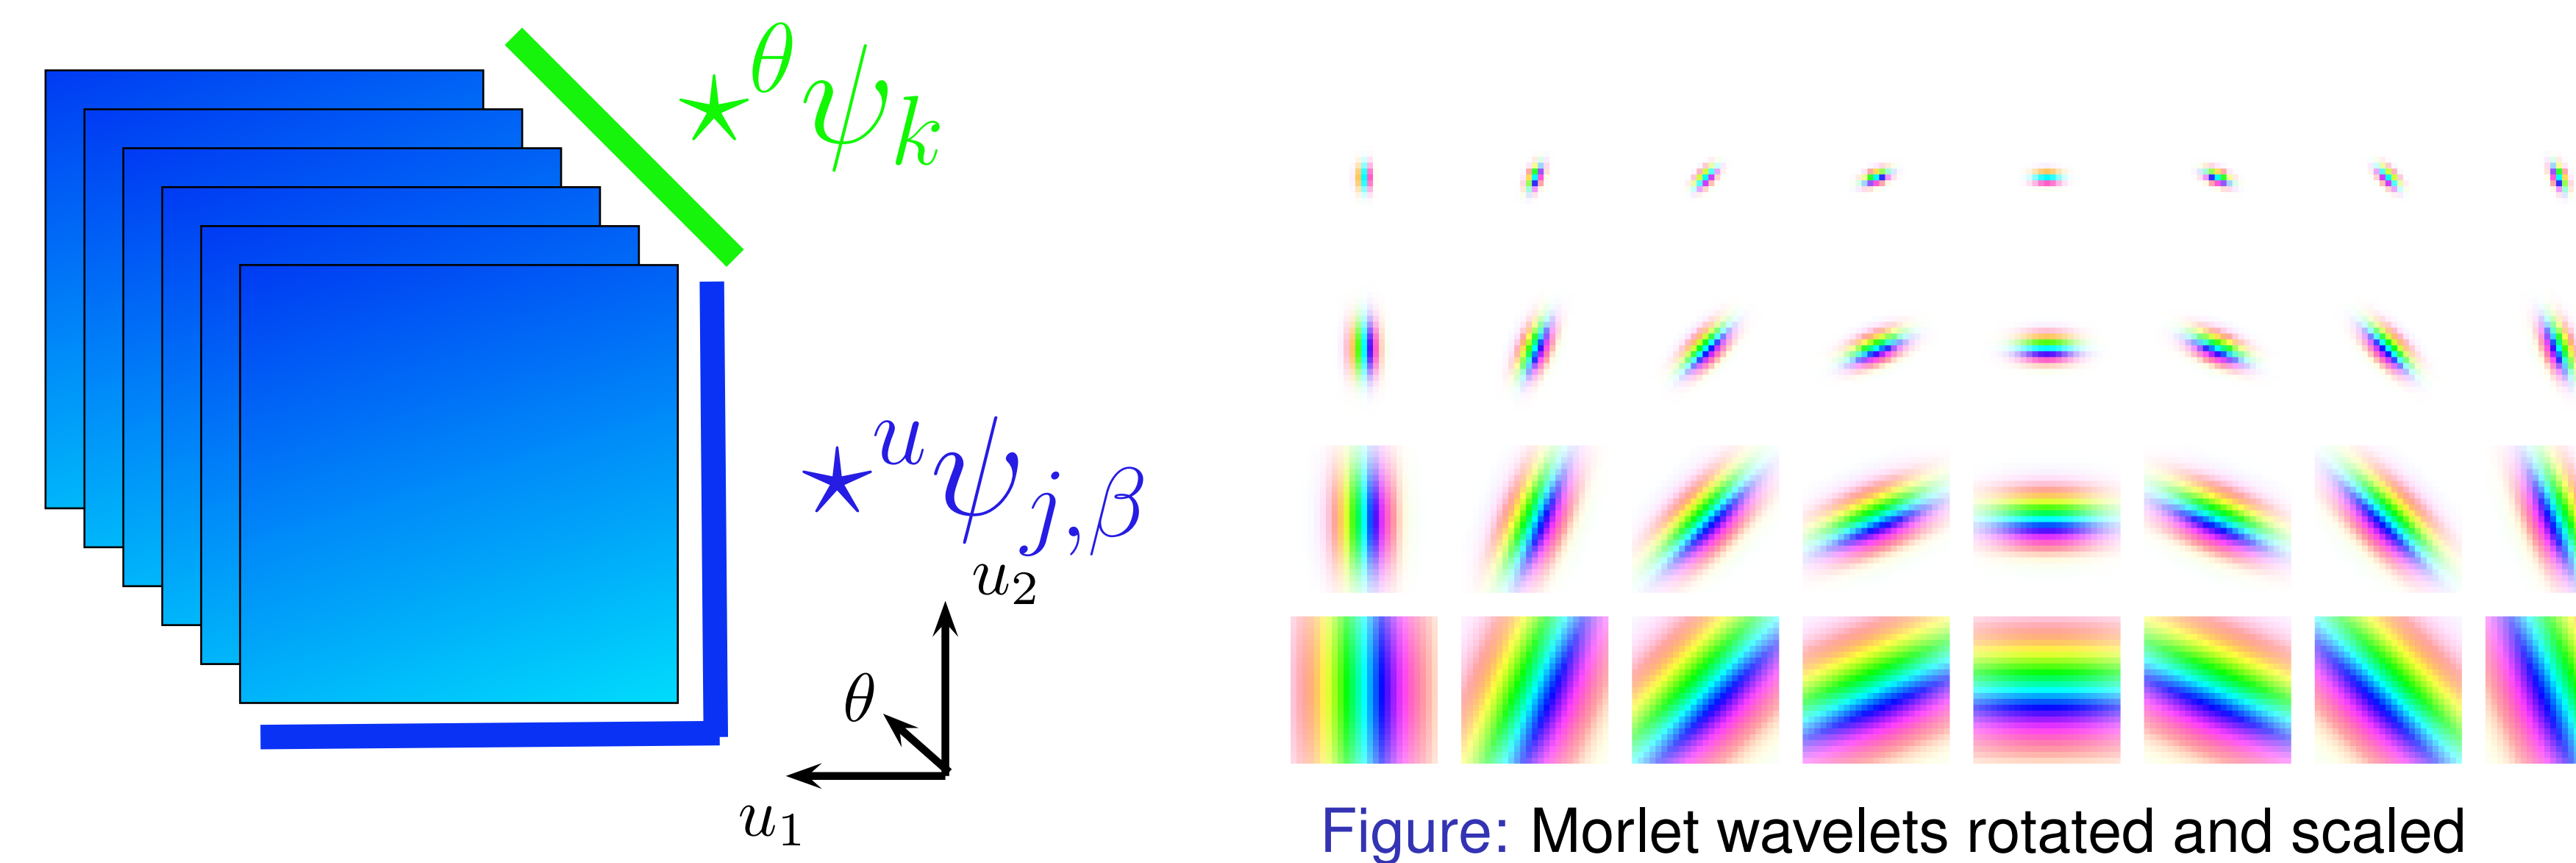 ⋆^θ ψ_k
⋆^u ψ_{j,β}
u_2
θ
u_1
Figure: Morlet wavelets rotated and scaled